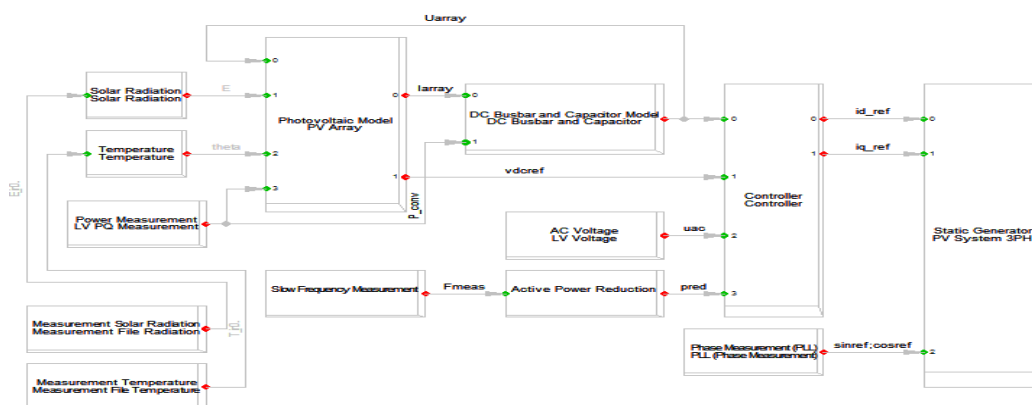 Uarray
Solar Radiation
Solar Radiation
E
0
1
2
3
Photovoltaic Model
PV Array
0
1
Iarray
0
1
DC Busbar and Capacitor Model
DC Busbar and Capacitor
Temperature
Temperature
theta
vdcref
P_conv
Power Measurement
LV PQ Measurement
AC Voltage
LV Voltage
uac
0
1
2
3
Controller
Controller
0
1
id_ref
iq_ref
0
1
2
Static Generator
PV System 3PH
Slow Frequency Measurement
Fmeas
Active Power Reduction
pred
Measurement Solar Radiation
Measurement File Radiation
Measurement Temperature
Measurement File Temperature
Phase Measurement (PLL)
PLL (Phase Measurement)
sinref;cosref